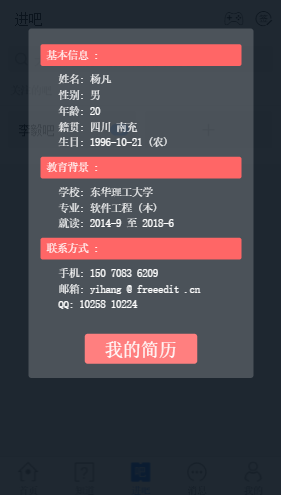 进吧
基本信息 :
姓名: 杨凡
性别: 男
年龄: 20
籍贯: 四川 南充
生日: 1996-10-21 (农)
教育背景 :
学校: 东华理工大学
专业: 软件工程 (本)
就读: 2014-9 至 2018-6
联系方式 :
手机: 150 7083 6209
邮箱: yihang @ freeedit .cn
QQ: 10258 10224
我的简历